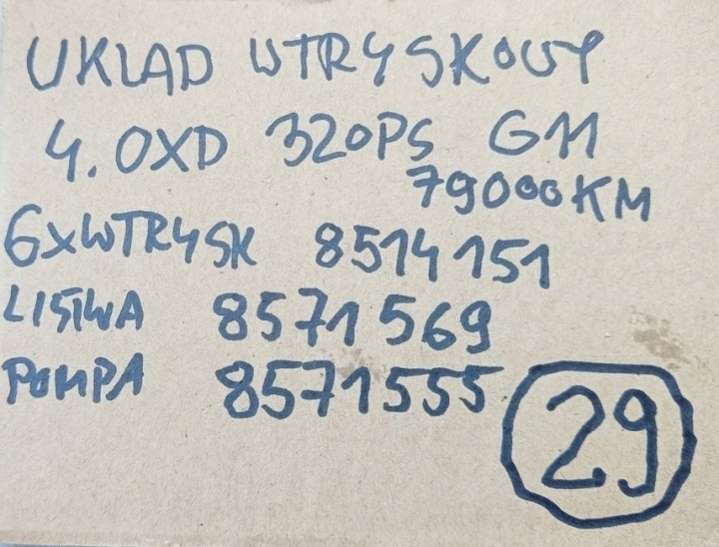 UKLAD WTRYSKOWY
4.0XD 320PS G11
79000KM
6XWTRYSK 8514151
LISTWA 8571569
POMPA 8571555
29